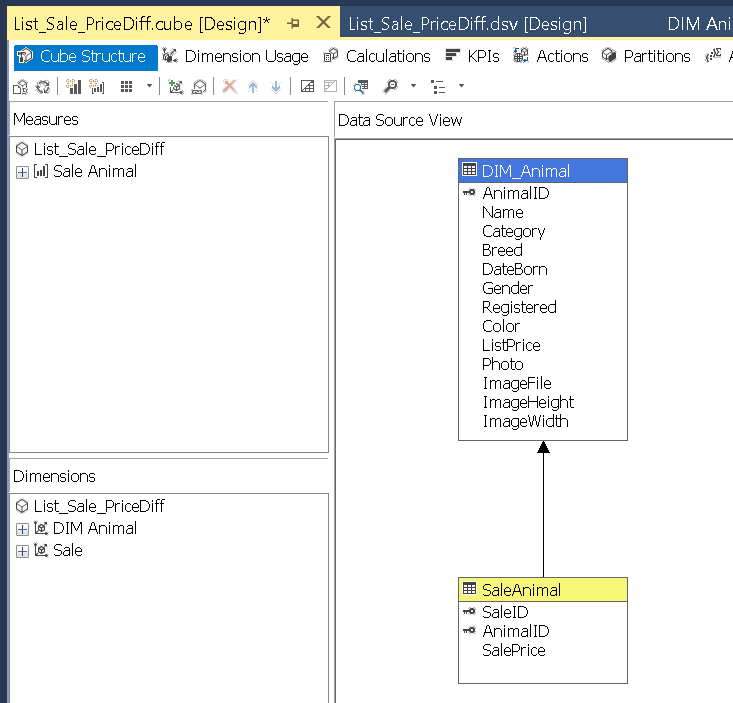 List_Sale_PriceDiff.cube [Design]* List_Sale_PriceDiff.dsv [Design] DIM Ani
Cube Structure Dimension Usage Calculations KPIs Actions Partitions
Measures
List_Sale_PriceDiff
Sale Animal
Dimensions
List_Sale_PriceDiff
DIM Animal
Sale
Data Source View
DIM_Animal
AnimalID
Name
Category
Breed
DateBorn
Gender
Registered
Color
ListPrice
Photo
ImageFile
ImageHeight
ImageWidth
SaleAnimal
SaleID
AnimalID
SalePrice